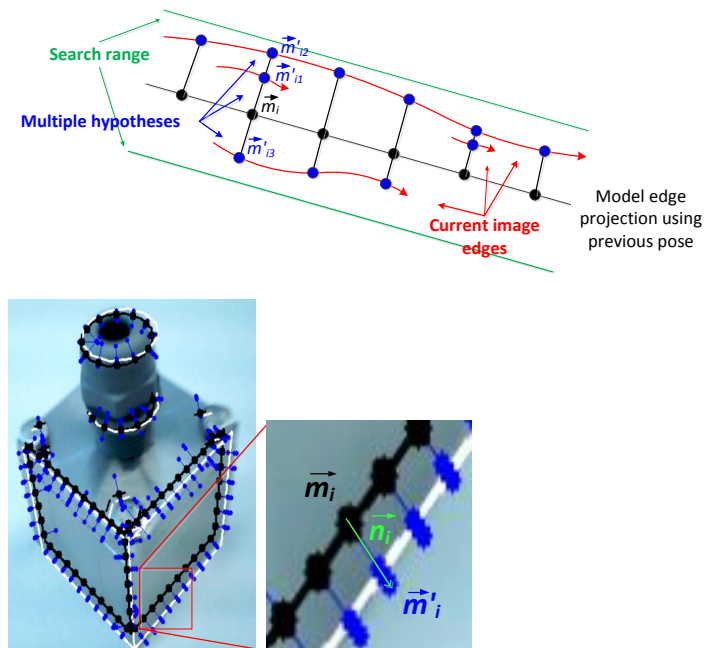 m'i2
Search range
m'i1
mi
Multiple hypotheses
m'i3
Model edge
projection using
previous pose
Current image
edges
mi
ni
m'i